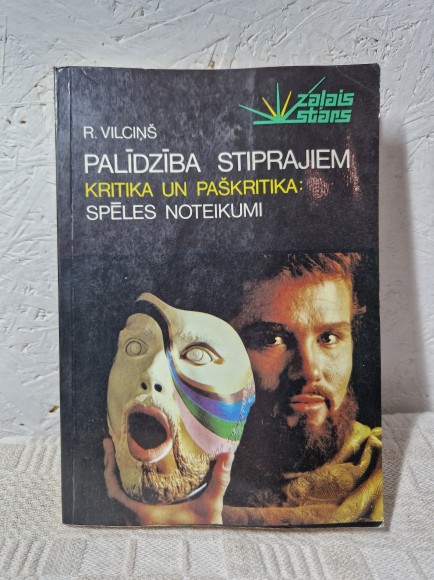 zaļais
stars
R. VILCIŅŠ
PALĪDZĪBA STIPRAJIEM
KRITIKA UN PAŠKRITIKA:
SPĒLES NOTEIKUMI